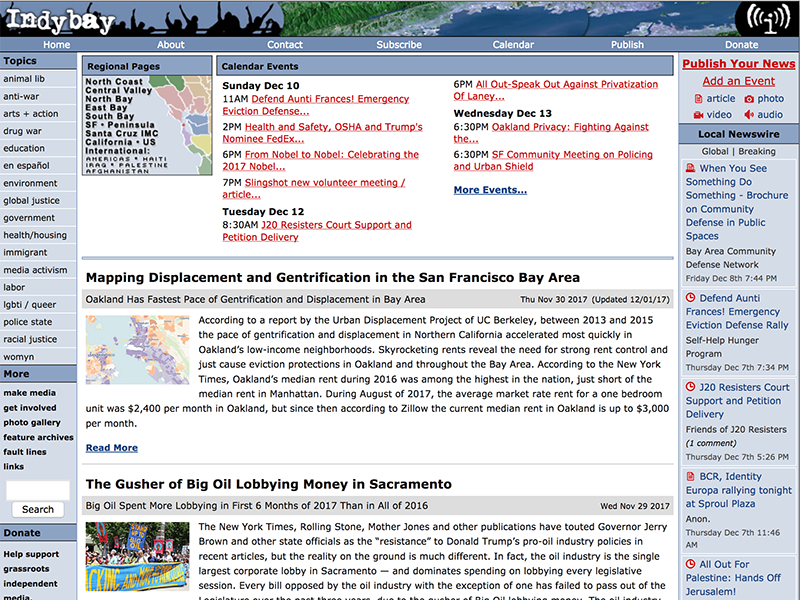 Indybay
Home About Contact Subscribe Calendar Publish Donate
Topics
animal lib
anti-war
arts + action
drug war
education
en español
environment
global justice
government
health/housing
immigrant
media activism
labor
lgbti / queer
police state
racial justice
womyn
More
make media
get involved
photo gallery
feature archives
fault lines
links
Search
Donate
Help support
grassroots
independent
media.
Regional Pages
North Coast
Central Valley
North Bay
East Bay
South Bay
SF • Peninsula
Santa Cruz IMC
California • US
International:
AMERICAS • HAITI
IRAQ • PALESTINE
AFGHANISTAN
Calendar Events
Sunday Dec 10
11AM Defend Aunti Frances! Emergency
Eviction Defense...
2PM Health and Safety, OSHA and Trump's
Nominee FedEx...
6PM From Nobel to Nobel: Celebrating the
2017 Nobel...
7PM Slingshot new volunteer meeting /
article...
Tuesday Dec 12
8:30AM J20 Resisters Court Support and
Petition Delivery
6PM All Out-Speak Out Against Privatization
Of Laney...
Wednesday Dec 13
6:30PM Oakland Privacy: Fighting Against
the...
6:30PM SF Community Meeting on Policing
and Urban Shield
More Events...
Mapping Displacement and Gentrification in the San Francisco Bay Area
Oakland Has Fastest Pace of Gentrification and Displacement in Bay Area Thu Nov 30 2017 (Updated 12/01/17)
According to a report by the Urban Displacement Project of UC Berkeley, between 2013 and 2015
the pace of gentrification and displacement in Northern California accelerated most quickly in
Oakland's low-income neighborhoods. Skyrocketing rents reveal the need for strong rent control and
just cause eviction protections in Oakland and throughout the Bay Area. According to the New York
Times, Oakland's median rent during 2016 was among the highest in the nation, just short of the
median rent in Manhattan. During August of 2017, the average market rate rent for a one bedroom
unit was $2,400 per month in Oakland, but since then according to Zillow the current median rent in Oakland is up to $3,000
per month.
Read More
The Gusher of Big Oil Lobbying Money in Sacramento
Big Oil Spent More Lobbying in First 6 Months of 2017 Than in All of 2016 Wed Nov 29 2017
The New York Times, Rolling Stone, Mother Jones and other publications have touted Governor Jerry
Brown and other state officials as the “resistance” to Donald Trump's pro-oil industry policies in
recent articles, but the reality on the ground is much different. In fact, the oil industry is the single
largest corporate lobby in Sacramento — and dominates spending on lobbying every legislative
session. Every bill opposed by the oil industry with the exception of one has failed to pass out of the
Legislature over the past three years, due to the gusher of Big Oil lobbying money. The oil industry
Publish Your News
Add an Event
article photo
video audio
Local Newswire
Global | Breaking
When You See
Something Do
Something - Brochure
on Community
Defense in Public
Spaces
Bay Area Community
Defense Network
Friday Dec 8th 7:44 PM
Defend Aunti
Frances! Emergency
Eviction Defense Rally
Self-Help Hunger
Program
Thursday Dec 7th 7:34 PM
J20 Resisters Court
Support and Petition
Delivery
Friends of J20 Resisters
(1 comment)
Thursday Dec 7th 5:26 PM
BCR, Identity
Europa rallying tonight
at Sproul Plaza
Anon.
Thursday Dec 7th 11:46
AM
All Out For
Palestine: Hands Off
Jerusalem!